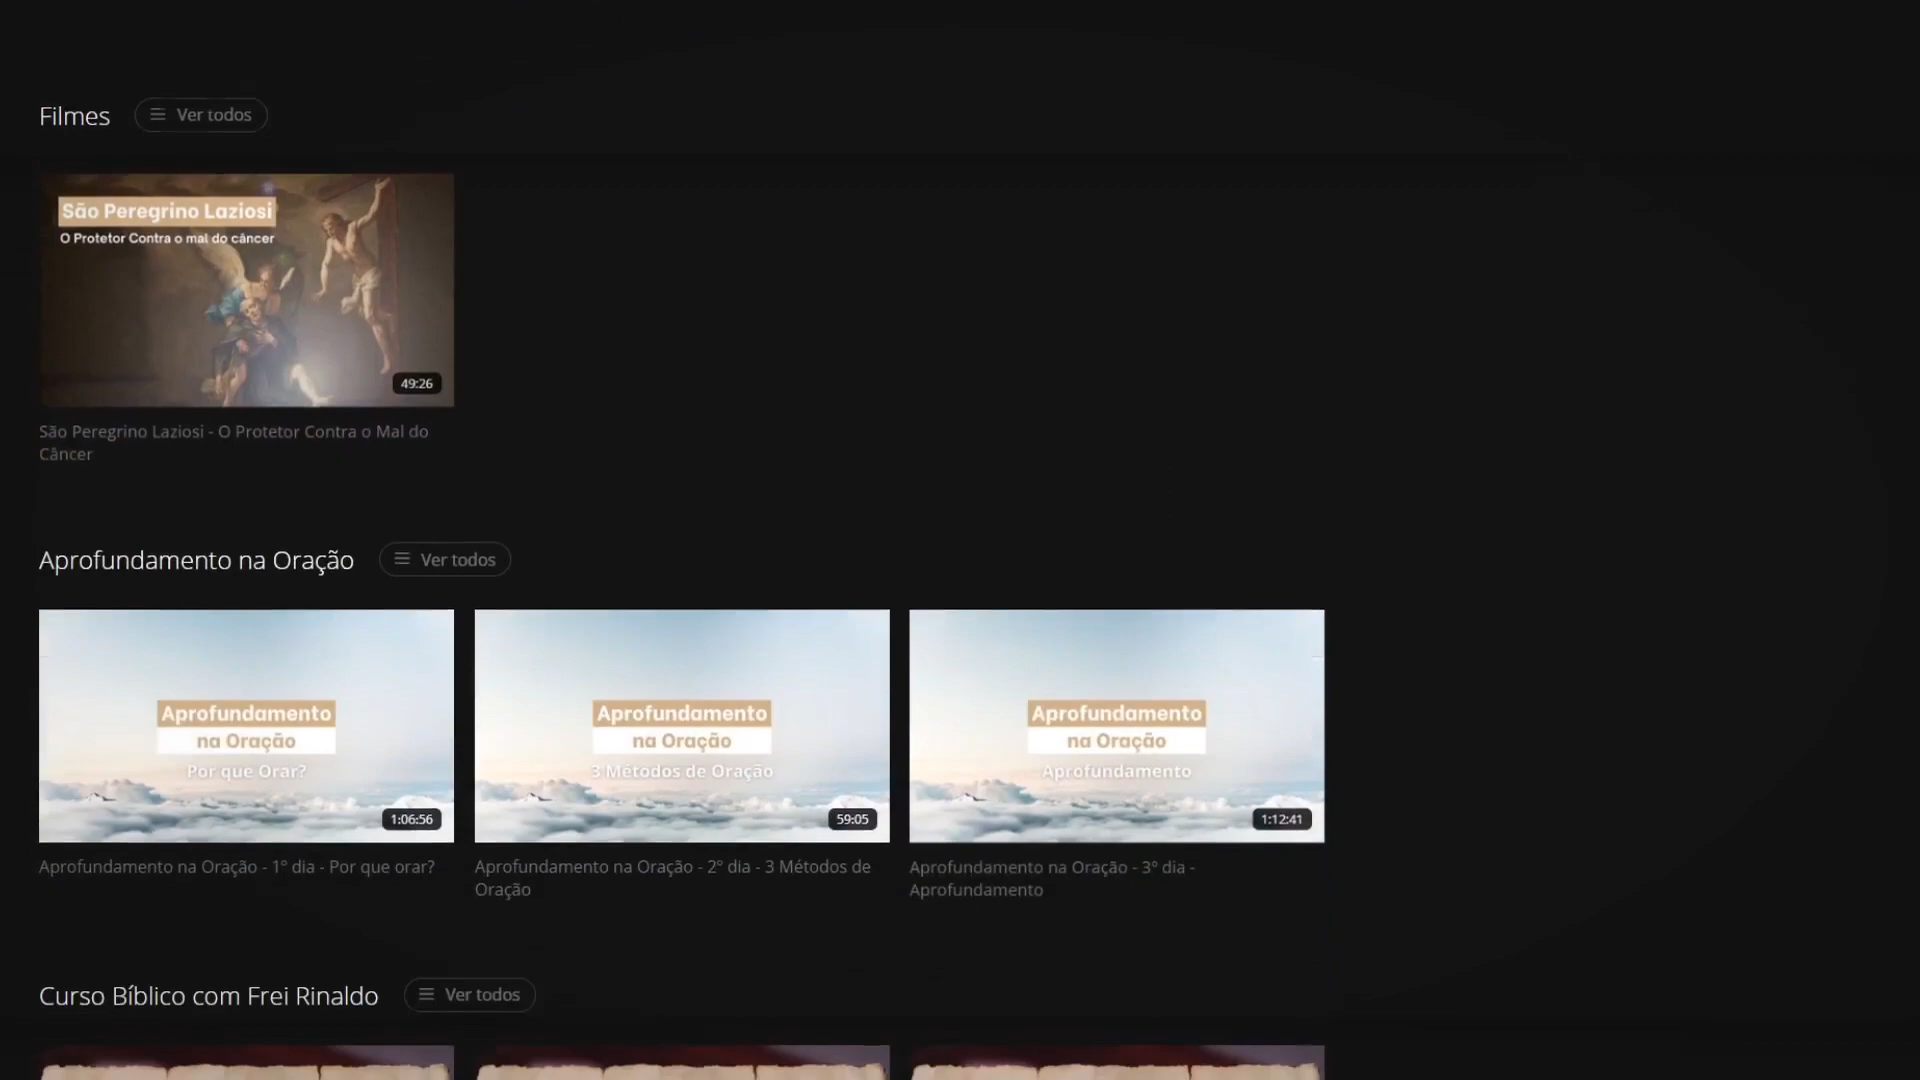 Filmes
Ver todos
São Peregrino Laziosi
O Protetor Contra o mal do câncer
49:26
São Peregrino Laziosi - O Protetor Contra o Mal do
Câncer
Aprofundamento na Oração
Ver todos
Aprofundamento
na Oração
Por que Orar?
1:06:56
Aprofundamento na Oração - 1º dia - Por que orar?
Aprofundamento
na Oração
3 Métodos de Oração
59:05
Aprofundamento na Oração - 2º dia - 3 Métodos de
Oração
Aprofundamento
na Oração
Aprofundamento
1:12:41
Aprofundamento na Oração - 3º dia -
Aprofundamento
Curso Bíblico com Frei Rinaldo
Ver todos